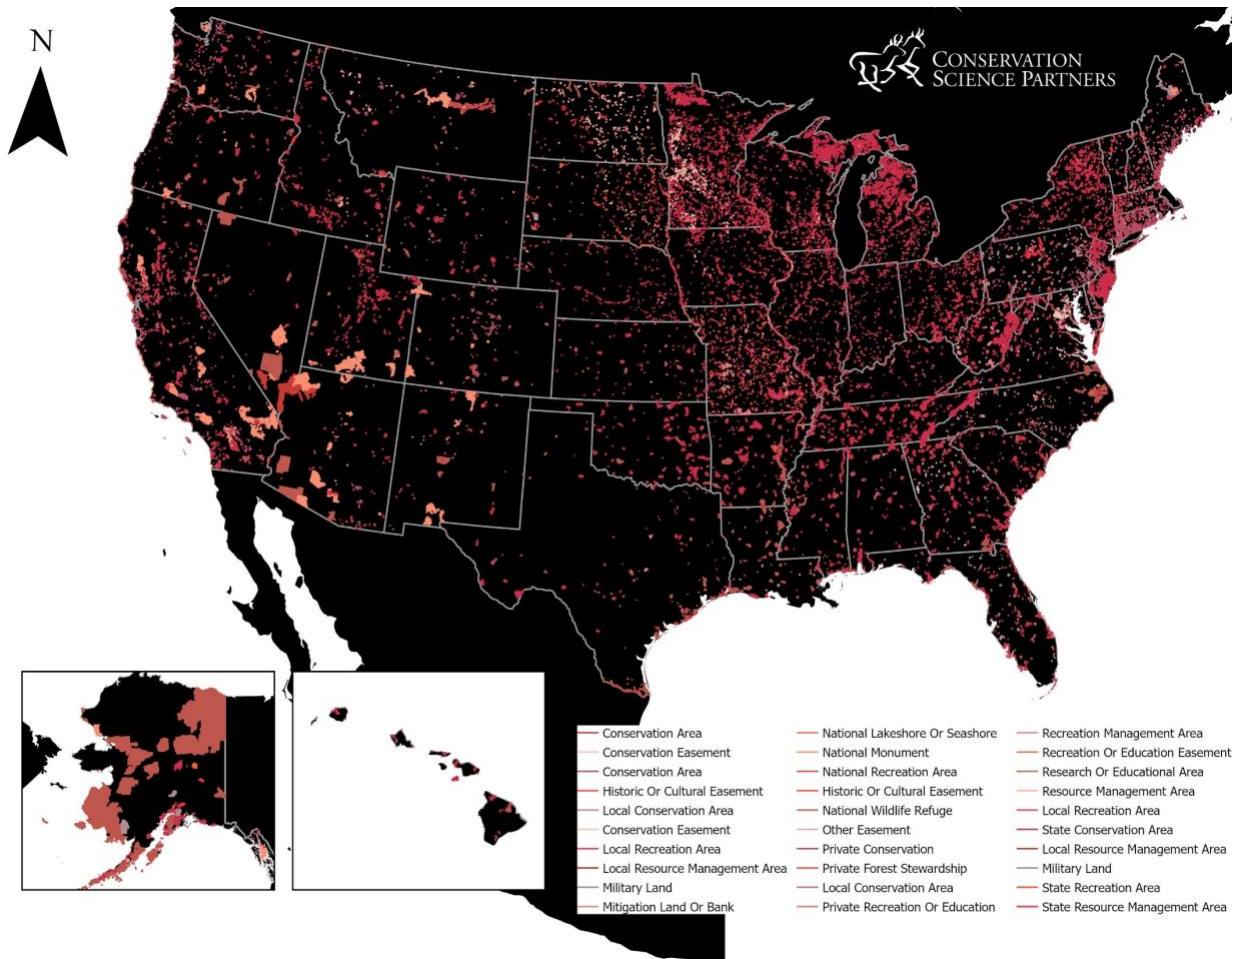 N
CONSERVATION
SCIENCE PARTNERS
Conservation Area
Conservation Easement
Conservation Area
Historic Or Cultural Easement
Local Conservation Area
Conservation Easement
Local Recreation Area
Local Resource Management Area
Military Land
Mitigation Land Or Bank
National Lakeshore Or Seashore
National Monument
National Recreation Area
Historic Or Cultural Easement
National Wildlife Refuge
Other Easement
Private Conservation
Private Forest Stewardship
Local Conservation Area
Private Recreation Or Education
Recreation Management Area
Recreation Or Education Easement
Research Or Educational Area
Resource Management Area
Local Recreation Area
State Conservation Area
Local Resource Management Area
Military Land
State Recreation Area
State Resource Management Area